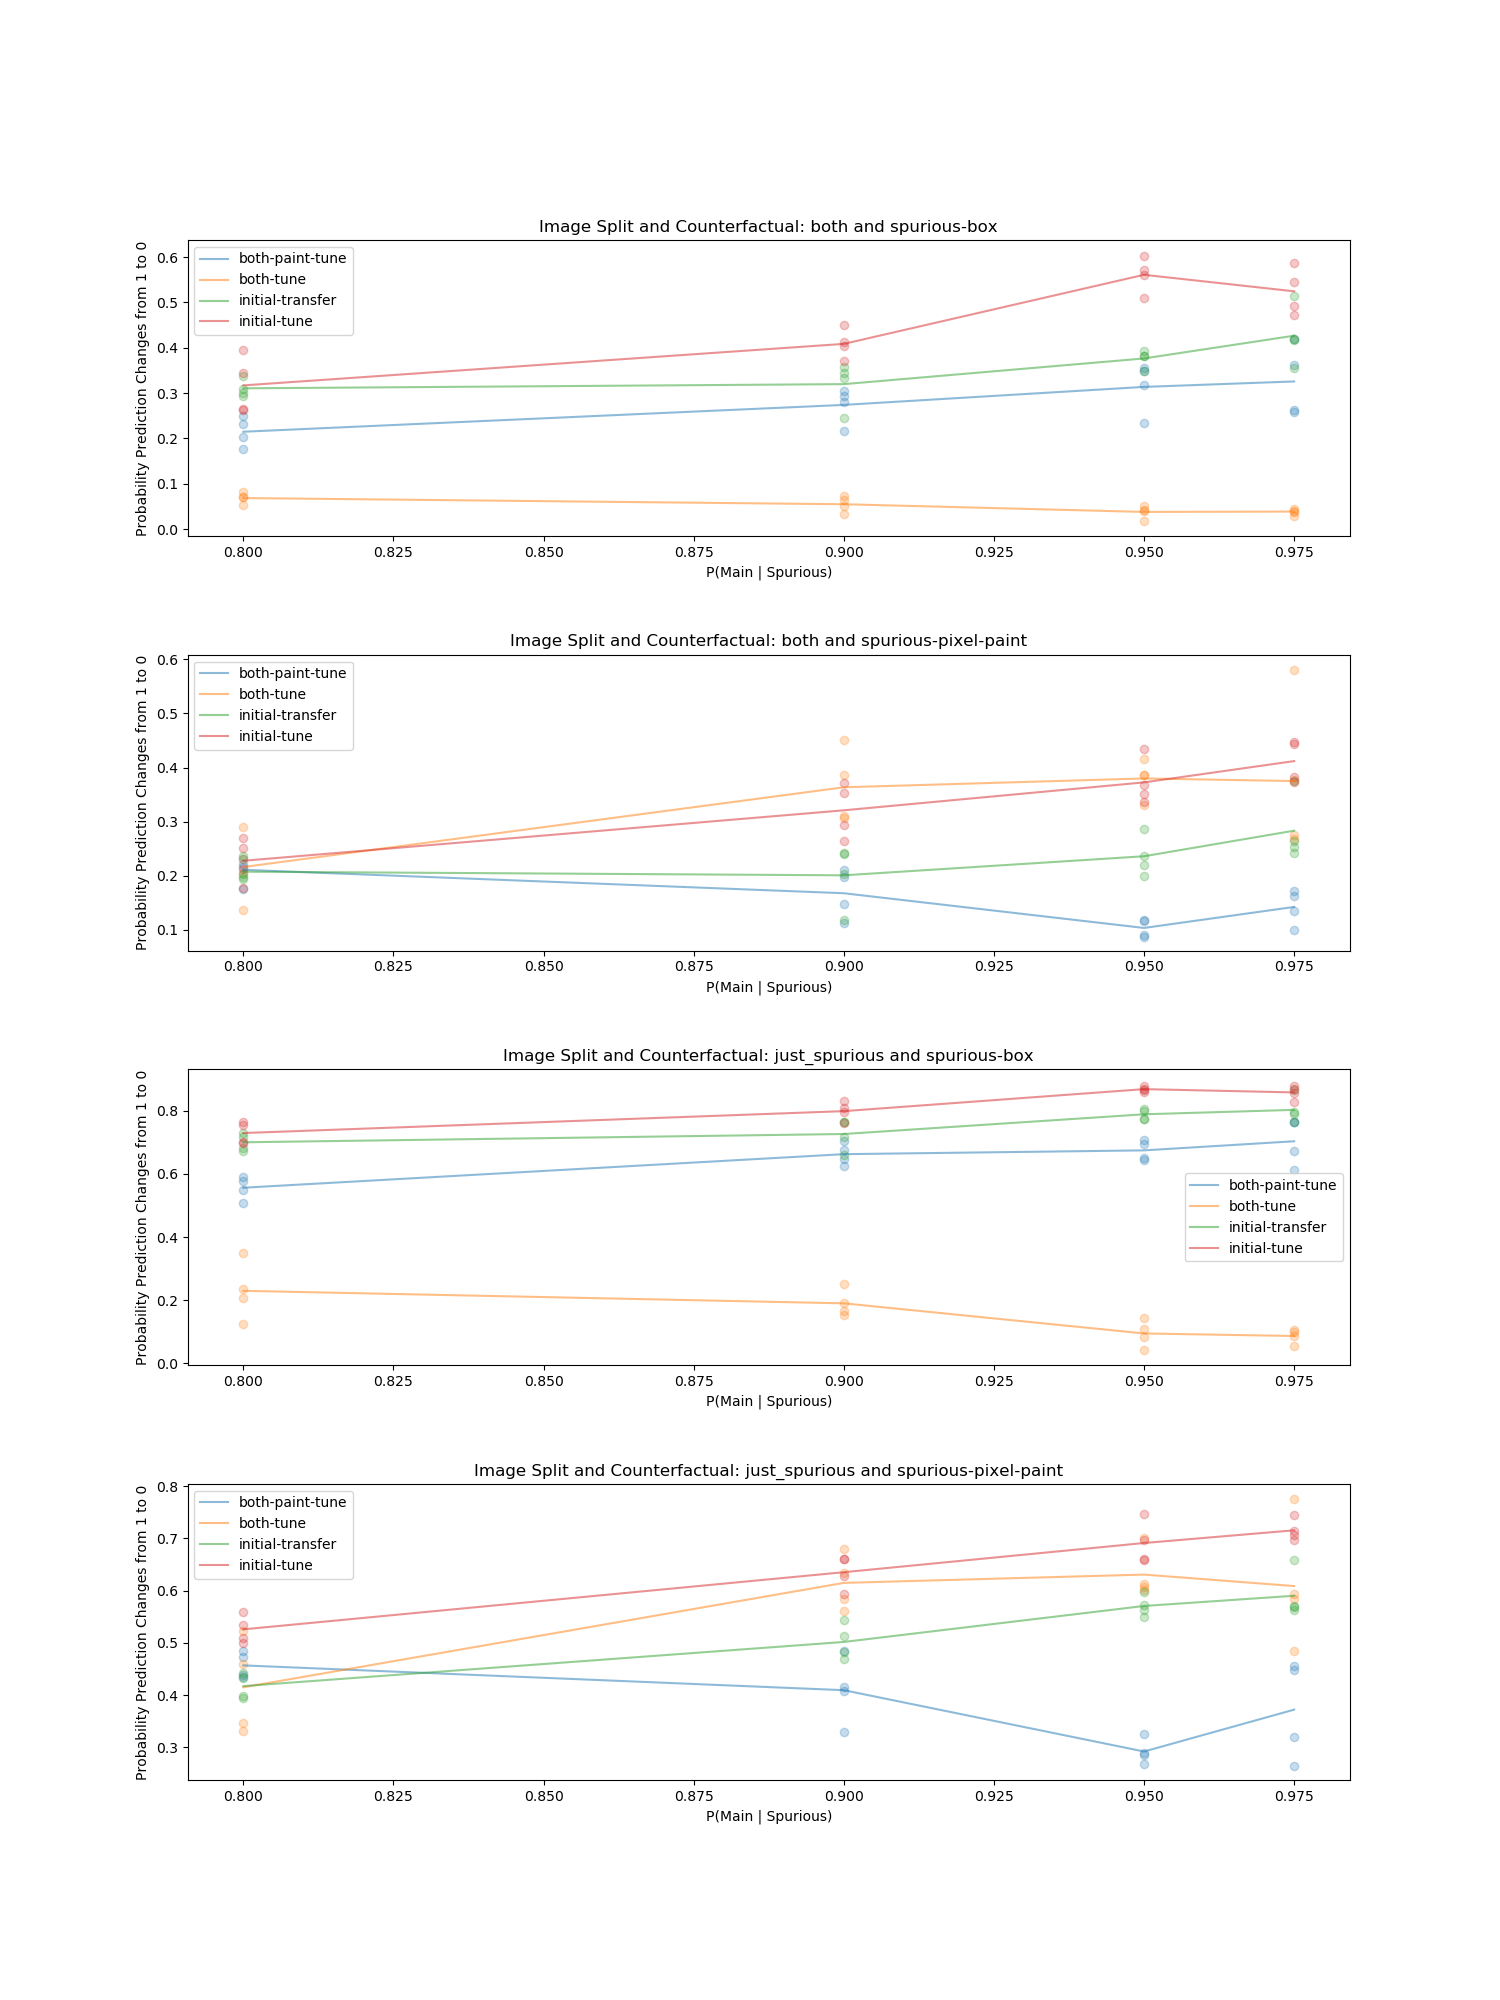 Image Split and Counterfactual: both and spurious-box
Probability Prediction Changes from 1 to 0
0.6
0.5
0.4
0.3
0.2
0.1
0.0
both-paint-tune
both-tune
initial-transfer
initial-tune
0.800 0.825 0.850 0.875 0.900 0.925 0.950 0.975
P(Main | Spurious)
Image Split and Counterfactual: both and spurious-pixel-paint
Probability Prediction Changes from 1 to 0
0.6
0.5
0.4
0.3
0.2
0.1
both-paint-tune
both-tune
initial-transfer
initial-tune
0.800 0.825 0.850 0.875 0.900 0.925 0.950 0.975
P(Main | Spurious)
Image Split and Counterfactual: just_spurious and spurious-box
Probability Prediction Changes from 1 to 0
0.8
0.6
0.4
0.2
0.0
both-paint-tune
both-tune
initial-transfer
initial-tune
0.800 0.825 0.850 0.875 0.900 0.925 0.950 0.975
P(Main | Spurious)
Image Split and Counterfactual: just_spurious and spurious-pixel-paint
Probability Prediction Changes from 1 to 0
0.8
0.7
0.6
0.5
0.4
0.3
both-paint-tune
both-tune
initial-transfer
initial-tune
0.800 0.825 0.850 0.875 0.900 0.925 0.950 0.975
P(Main | Spurious)